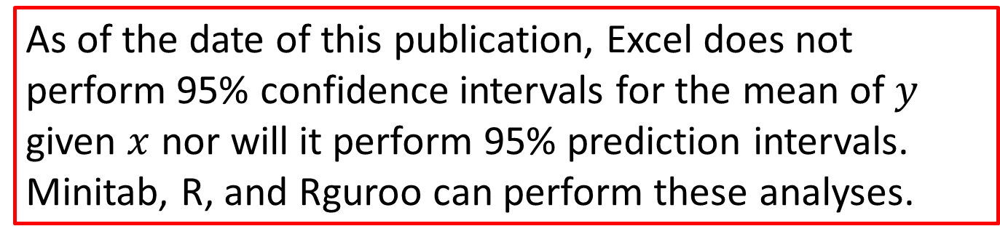 As of the date of this publication, Excel does not
perform 95% confidence intervals for the mean of y
given x nor will it perform 95% prediction intervals.
Minitab, R, and Rguroo can perform these analyses.